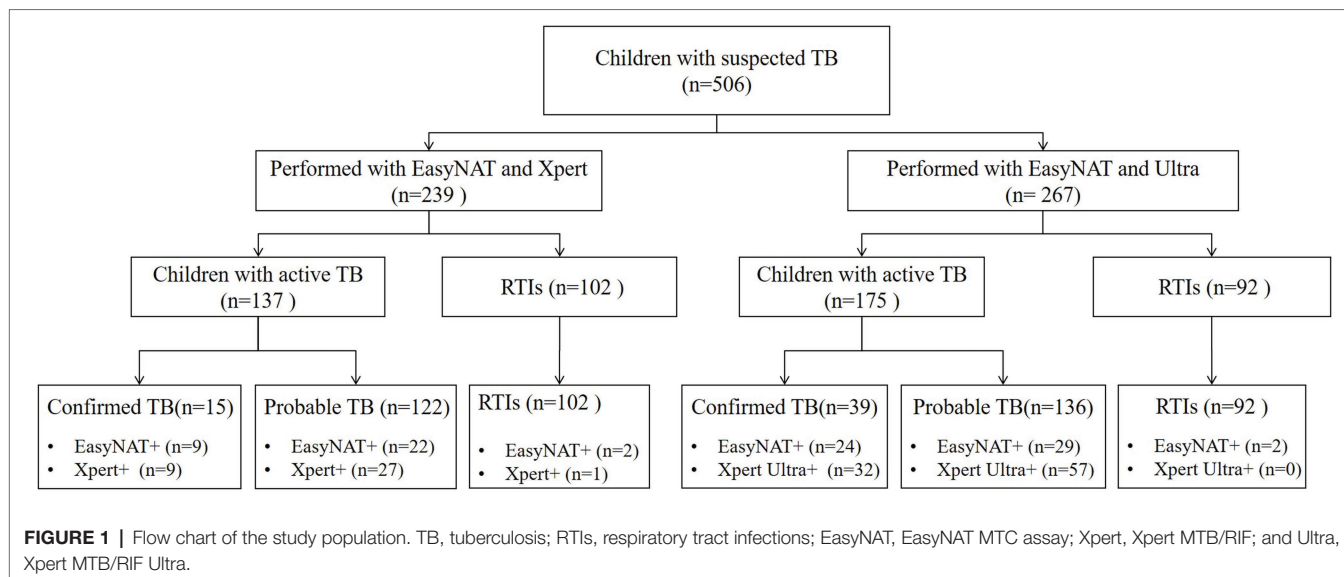 Children with suspected TB
(n=506)
Performed with EasyNAT and Xpert
(n=239 )
Performed with EasyNAT and Ultra
(n= 267)
Children with active TB
(n=137 )
RTIs (n=102 )
Children with active TB
(n=175 )
RTIs (n=92 )
Confirmed TB(n=15)
• EasyNAT+ (n=9)
• Xpert+ (n=9)
Probable TB (n=122)
• EasyNAT+ (n=22)
• Xpert+ (n=27)
RTIs (n=102 )
• EasyNAT+ (n=2)
• Xpert+ (n=1)
Confirmed TB(n=39)
• EasyNAT+ (n=24)
• Xpert Ultra+ (n=32)
Probable TB (n=136)
• EasyNAT+ (n=29)
• Xpert Ultra+ (n=57)
RTIs (n=92 )
• EasyNAT+ (n=2)
• Xpert Ultra+ (n=0)
FIGURE 1 | Flow chart of the study population. TB, tuberculosis; RTIs, respiratory tract infections; EasyNAT, EasyNAT MTC assay; Xpert, Xpert MTB/RIF; and Ultra,
Xpert MTB/RIF Ultra.